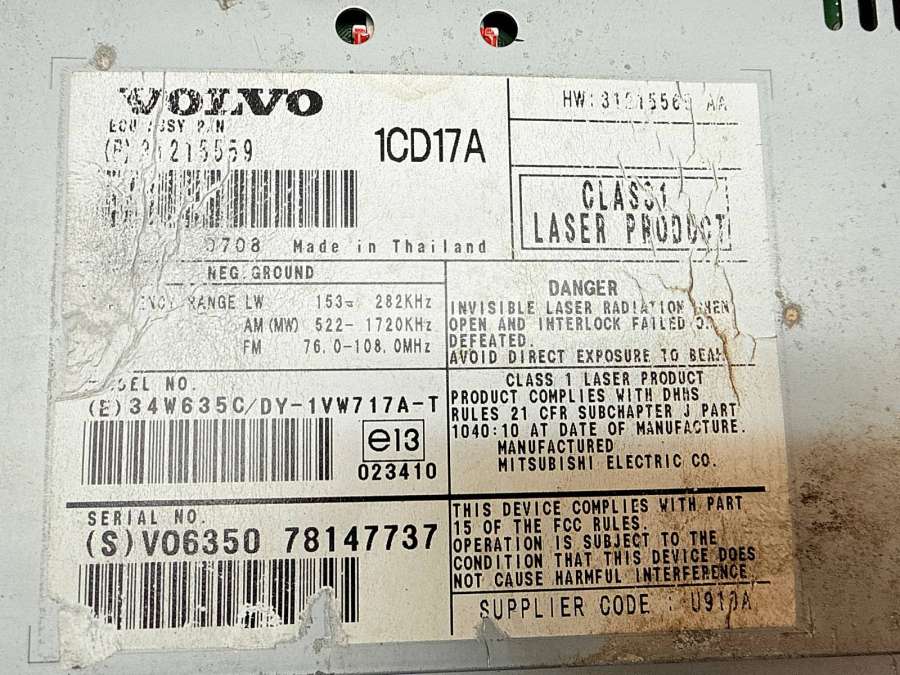 VOLVO
ECU ASSY P/N
(P) 31215559
1CD17A
HW: AA
CLASS1
LASER PRODUCT
0708 Made in Thailand
NEG.GROUND
RANGE LW 153- 282KHz
AM(MW) 522- 1720KHz
FM 76.0-108.0MHz
DANGER
INVISIBLE LASER RADIATION WHEN
OPEN AND INTERLOCK FAILED OR
DEFEATED.
AVOID DIRECT EXPOSURE TO BEAM
NO.
(E)34W635C/DY-1VW717A-T
e13
023410
CLASS 1 LASER PRODUCT
PRODUCT COMPLIES WITH DHHS
RULES 21 CFR SUBCHAPTER J PART
1040:10 AT DATE OF MANUFACTURE.
MANUFACTURED
MITSUBISHI ELECTRIC CO.
SERIAL NO.
(S)VO6350 78147737
THIS DEVICE COMPLIES WITH PART
15 OF THE FCC RULES.
OPERATION IS SUBJECT TO THE
CONDITION THAT THIS DEVICE DOES
NOT CAUSE HARMFUL INTERFERENCE.
SUPPLIER CODE :